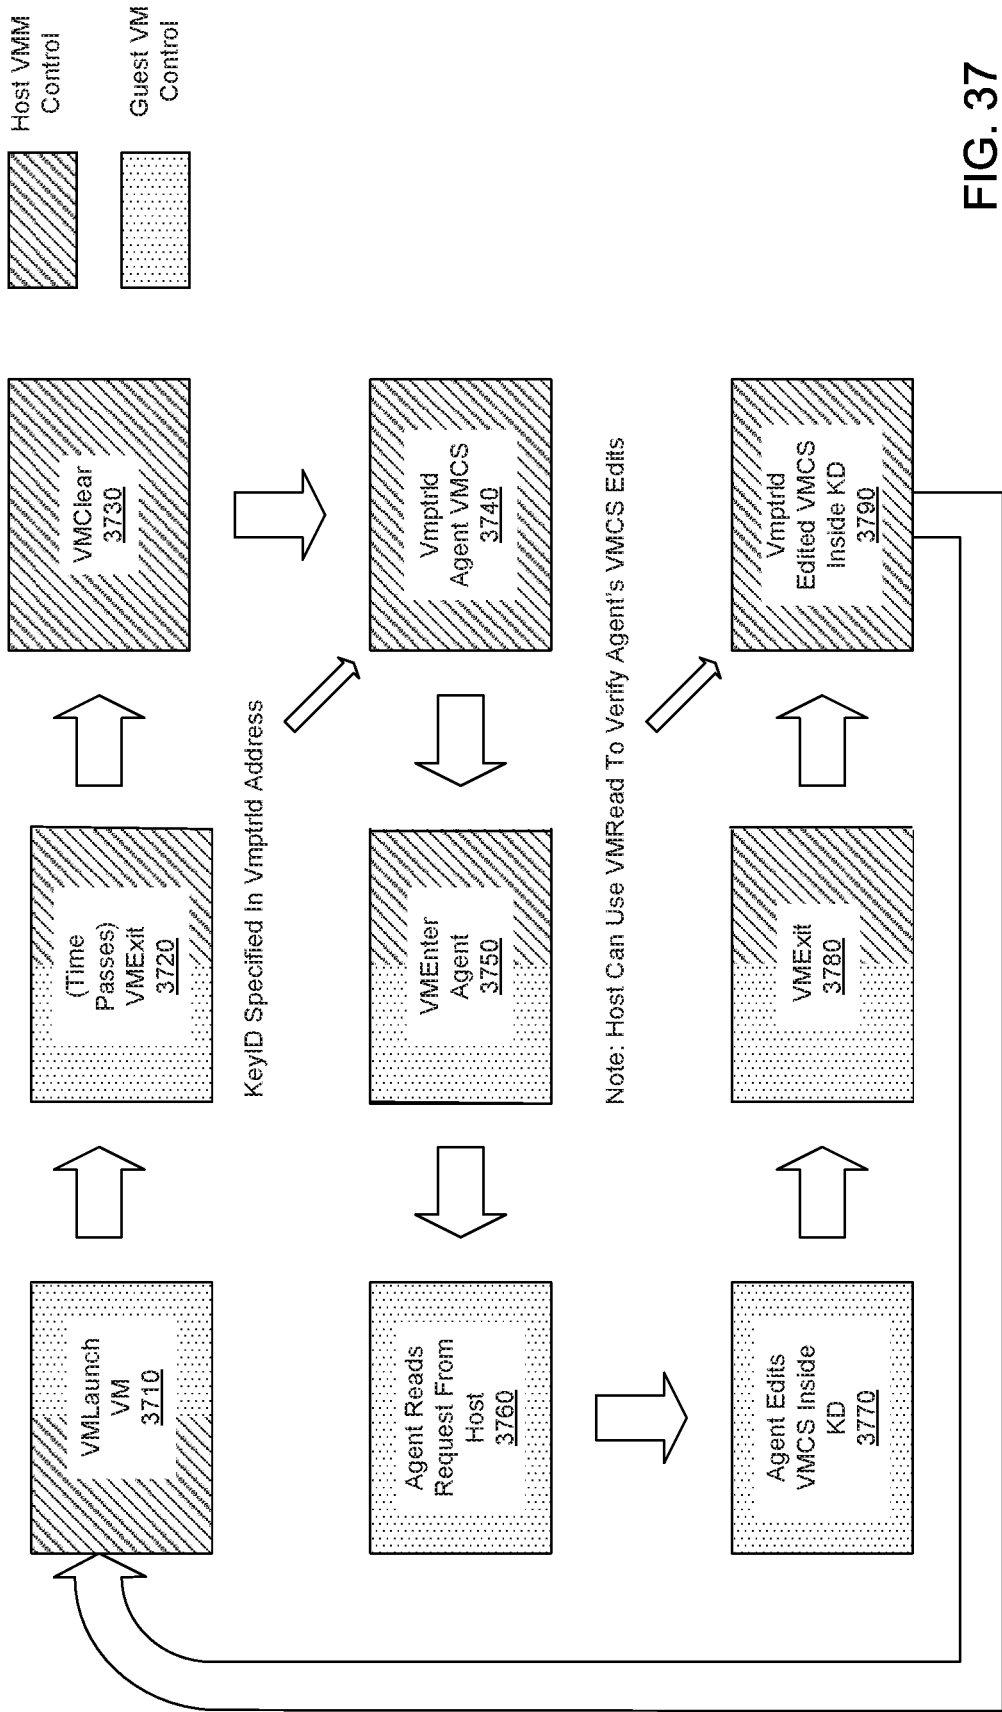 Host VMM
Control
Guest VM
Control
VMLaunch
VM
3710
(Time
Passes)
VMExit
3720
VMClear
3730
KeyID Specified In Vmptrld Address
Vmptrld
Agent VMCS
3740
VMEnter
Agent
3750
Agent Reads
Request From
Host
3760
Note: Host Can Use VMRead To Verify Agent's VMCS Edits
Agent Edits
VMCS Inside
KD
3770
VMExit
3780
Vmptrld
Edited VMCS
Inside KD
3790
FIG. 37